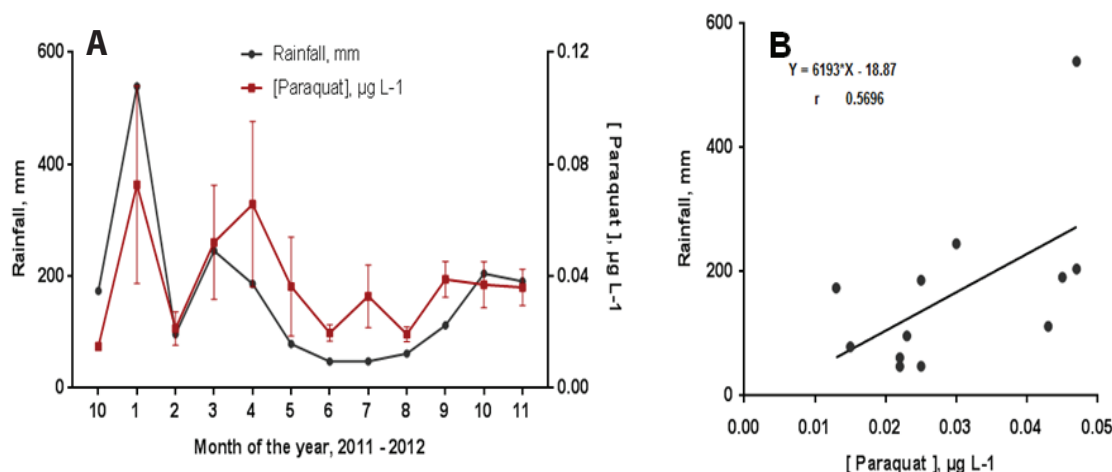 A
Rainfall, mm
[Paraquat], µg L-1
600
400
200
0
Rainfall, mm
0.12
0.08
0.04
0.00
[ Paraquat ], µg L-1
10 1 2 3 4 5 6 7 8 9 10 11
Month of the year, 2011 - 2012
B
Y = 6193*X - 18.87
r 0.5696
600
400
200
0
Rainfall, mm
0.00 0.01 0.02 0.03 0.04 0.05
[ Paraquat ], µg L-1